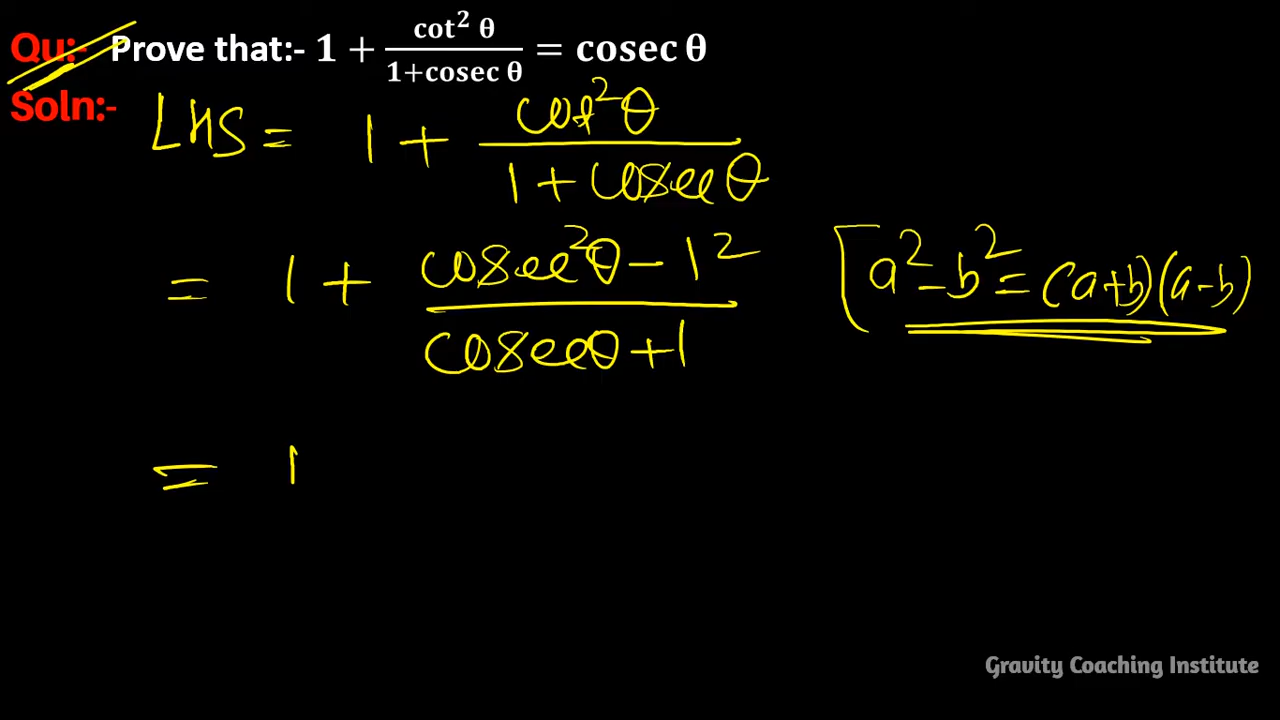 Qu:- Prove that:- 1 + cot² θ / 1+cosec θ = cosec θ
Soln:- LHS = 1 + cot²θ / 1 + cosecθ
= 1 + cosec²θ - 1² / cosecθ + 1 [a² - b² = (a+b)(a-b)
= 1
Gravity Coaching Institute